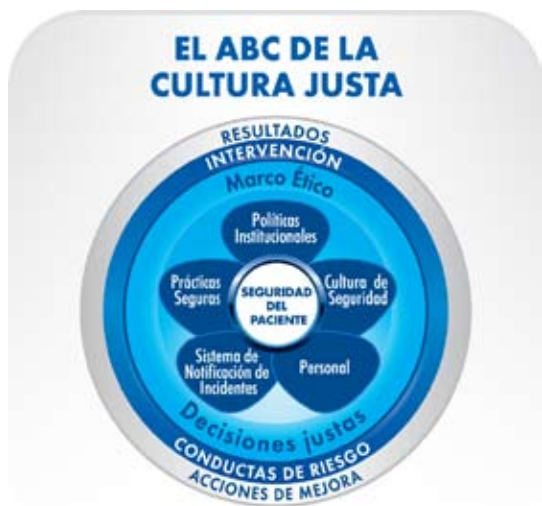 EL ABC DE LA
CULTURA JUSTA
RESULTADOS
INTERVENCIÓN
Marco Ético
Políticas
Institucionales
Prácticas
Seguras
SEGURIDAD
DEL
PACIENTE
Cultura de
Seguridad
Sistema de
Notificación de
Incidentes
Personal
Decisiones justas
CONDUCTAS DE RIESGO
ACCIONES DE MEJORA